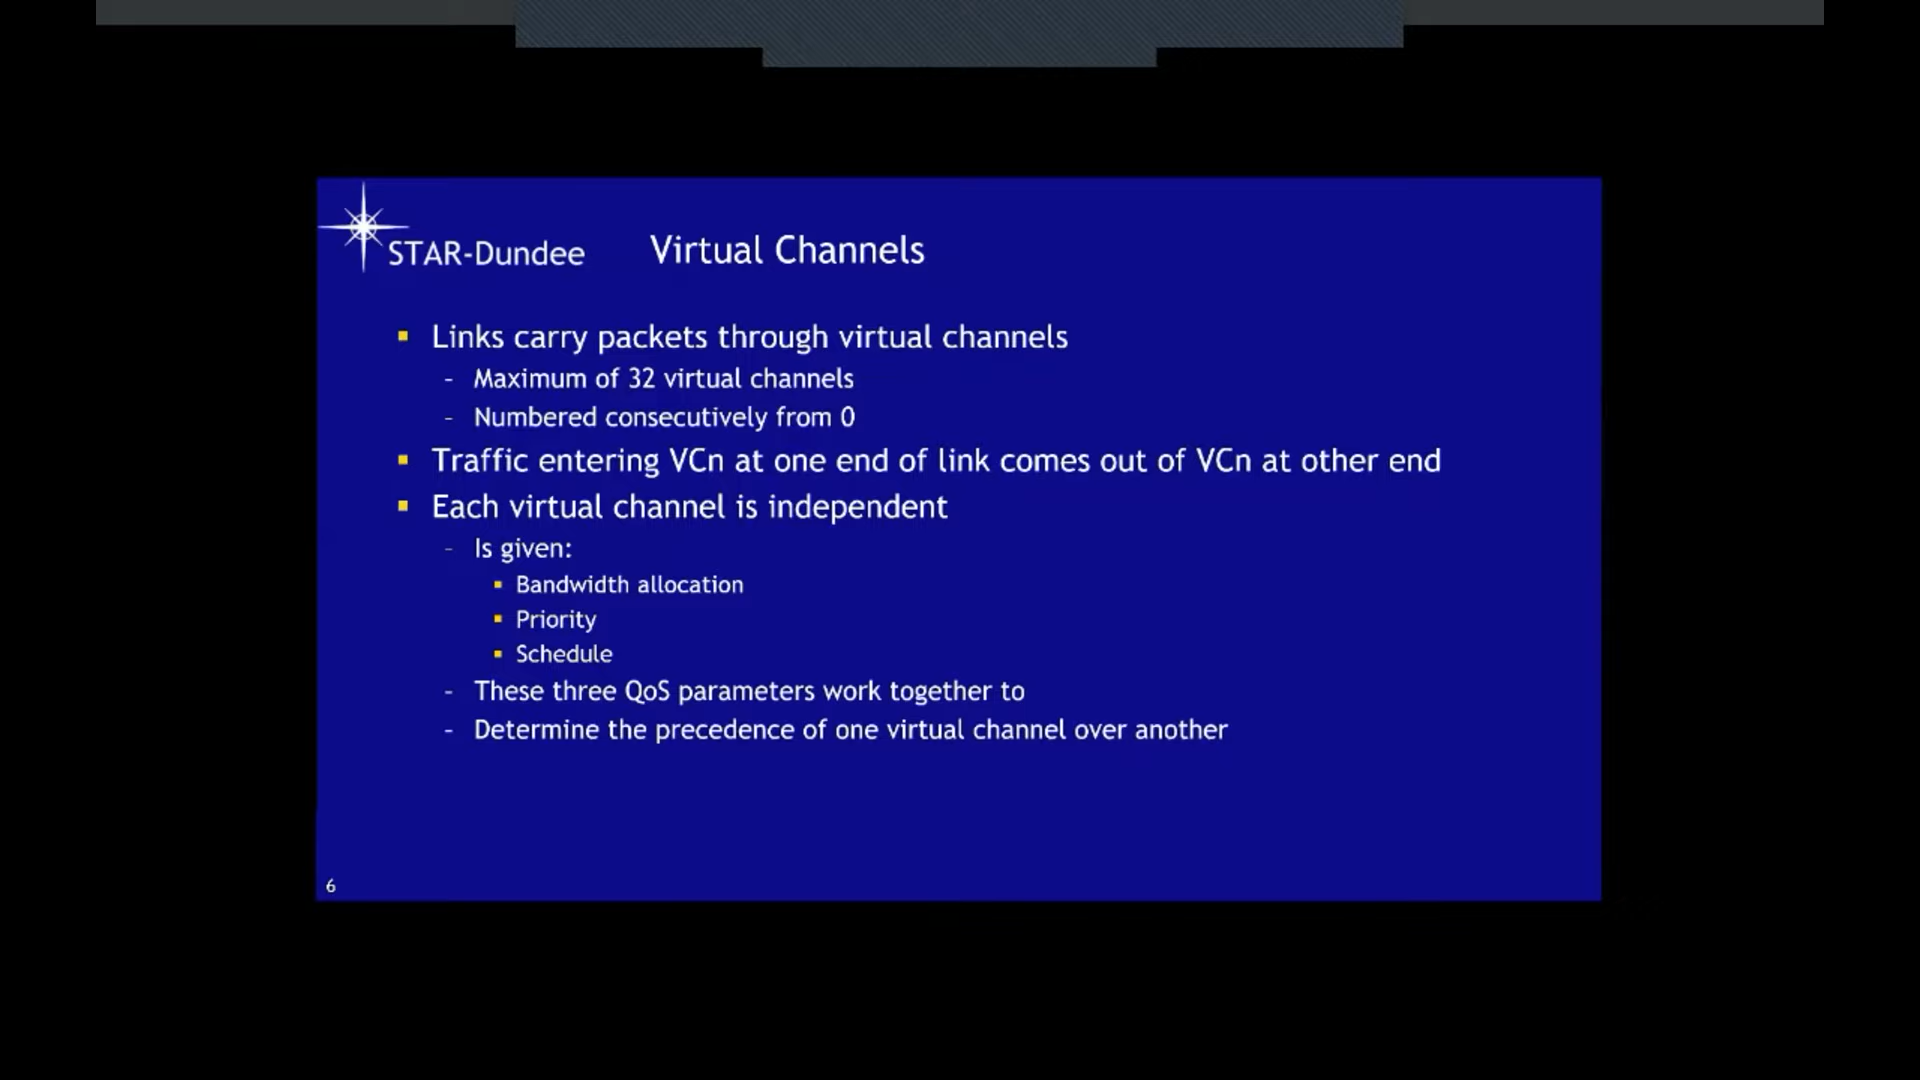 STAR-Dundee
Virtual Channels
▪ Links carry packets through virtual channels
– Maximum of 32 virtual channels
– Numbered consecutively from 0
▪ Traffic entering VCn at one end of link comes out of VCn at other end
▪ Each virtual channel is independent
– Is given:
▪ Bandwidth allocation
▪ Priority
▪ Schedule
– These three QoS parameters work together to
– Determine the precedence of one virtual channel over another
6